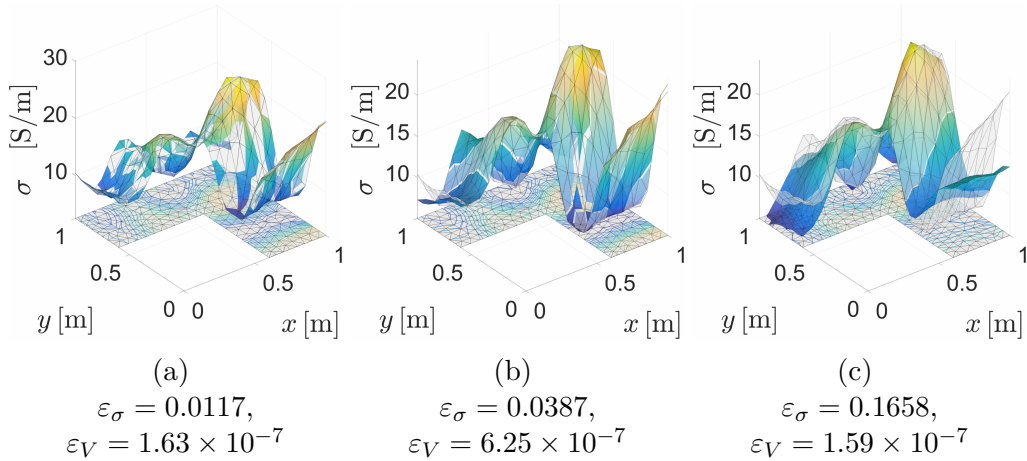 30
20
10
σ [S/m]
1
0.5
0
0
0.5
1
y [m]
x [m]
20
15
10
σ [S/m]
1
0.5
0
0
0.5
1
y [m]
x [m]
20
15
10
σ [S/m]
1
0.5
0
0
0.5
1
y [m]
x [m]
(a)
(b)
(c)
ε_σ = 0.0117,
ε_σ = 0.0387,
ε_σ = 0.1658,
ε_V = 1.63 × 10⁻⁷
ε_V = 6.25 × 10⁻⁷
ε_V = 1.59 × 10⁻⁷